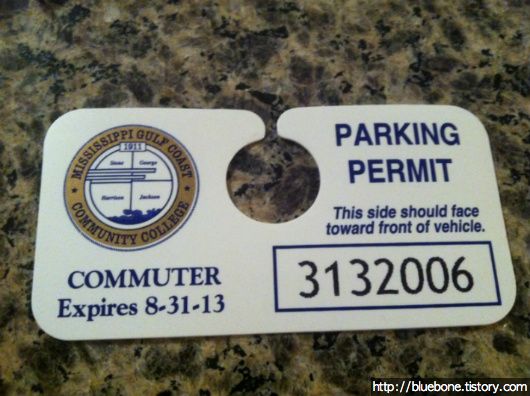 MISSISSIPPI GULF COAST
1911
Stone George
Harrison Jackson
COMMUNITY COLLEGE
COMMUTER
Expires 8-31-13
PARKING
PERMIT
This side should face
toward front of vehicle.
3132006
http://bluebone.tistory.com